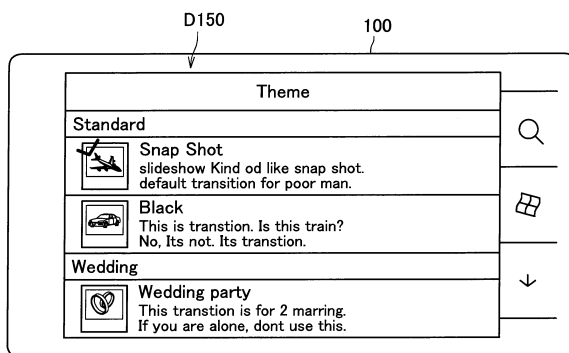 D150
100
Theme
Standard
Snap Shot
slideshow Kind od like snap shot.
default transition for poor man.
Black
This is transtion. Is this train?
No, Its not. Its transtion.
Wedding
Wedding party
This transtion is for 2 marring.
If you are alone, dont use this.